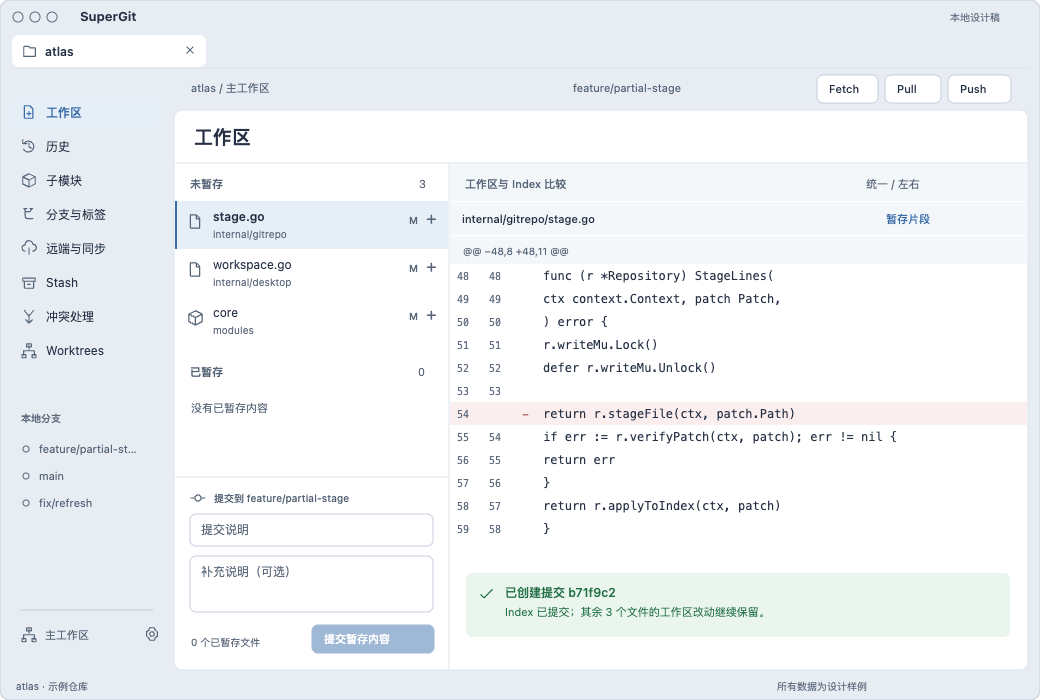 SuperGit
本地设计稿
atlas
atlas / 主工作区
feature/partial-stage
Fetch
Pull
Push
工作区
历史
子模块
分支与标签
远端与同步
Stash
冲突处理
Worktrees
本地分支
feature/partial-st...
main
fix/refresh
主工作区
工作区
未暂存 3
stage.go M +
internal/gitrepo
workspace.go M +
internal/desktop
core M +
modules
已暂存 0
没有已暂存内容
提交到 feature/partial-stage
提交说明
补充说明（可选）
0 个已暂存文件
提交暂存内容
工作区与 Index 比较
统一 / 左右
internal/gitrepo/stage.go
暂存片段
@@ −48,8 +48,11 @@
48 48 func (r *Repository) StageLines(
49 49 ctx context.Context, patch Patch,
50 50 ) error {
51 51 r.writeMu.Lock()
52 52 defer r.writeMu.Unlock()
53 53
54 − return r.stageFile(ctx, patch.Path)
55 54 if err := r.verifyPatch(ctx, patch); err != nil {
56 55 return err
57 56 }
58 57 return r.applyToIndex(ctx, patch)
59 58 }
已创建提交 b71f9c2
Index 已提交；其余 3 个文件的工作区改动继续保留。
atlas · 示例仓库
所有数据为设计样例